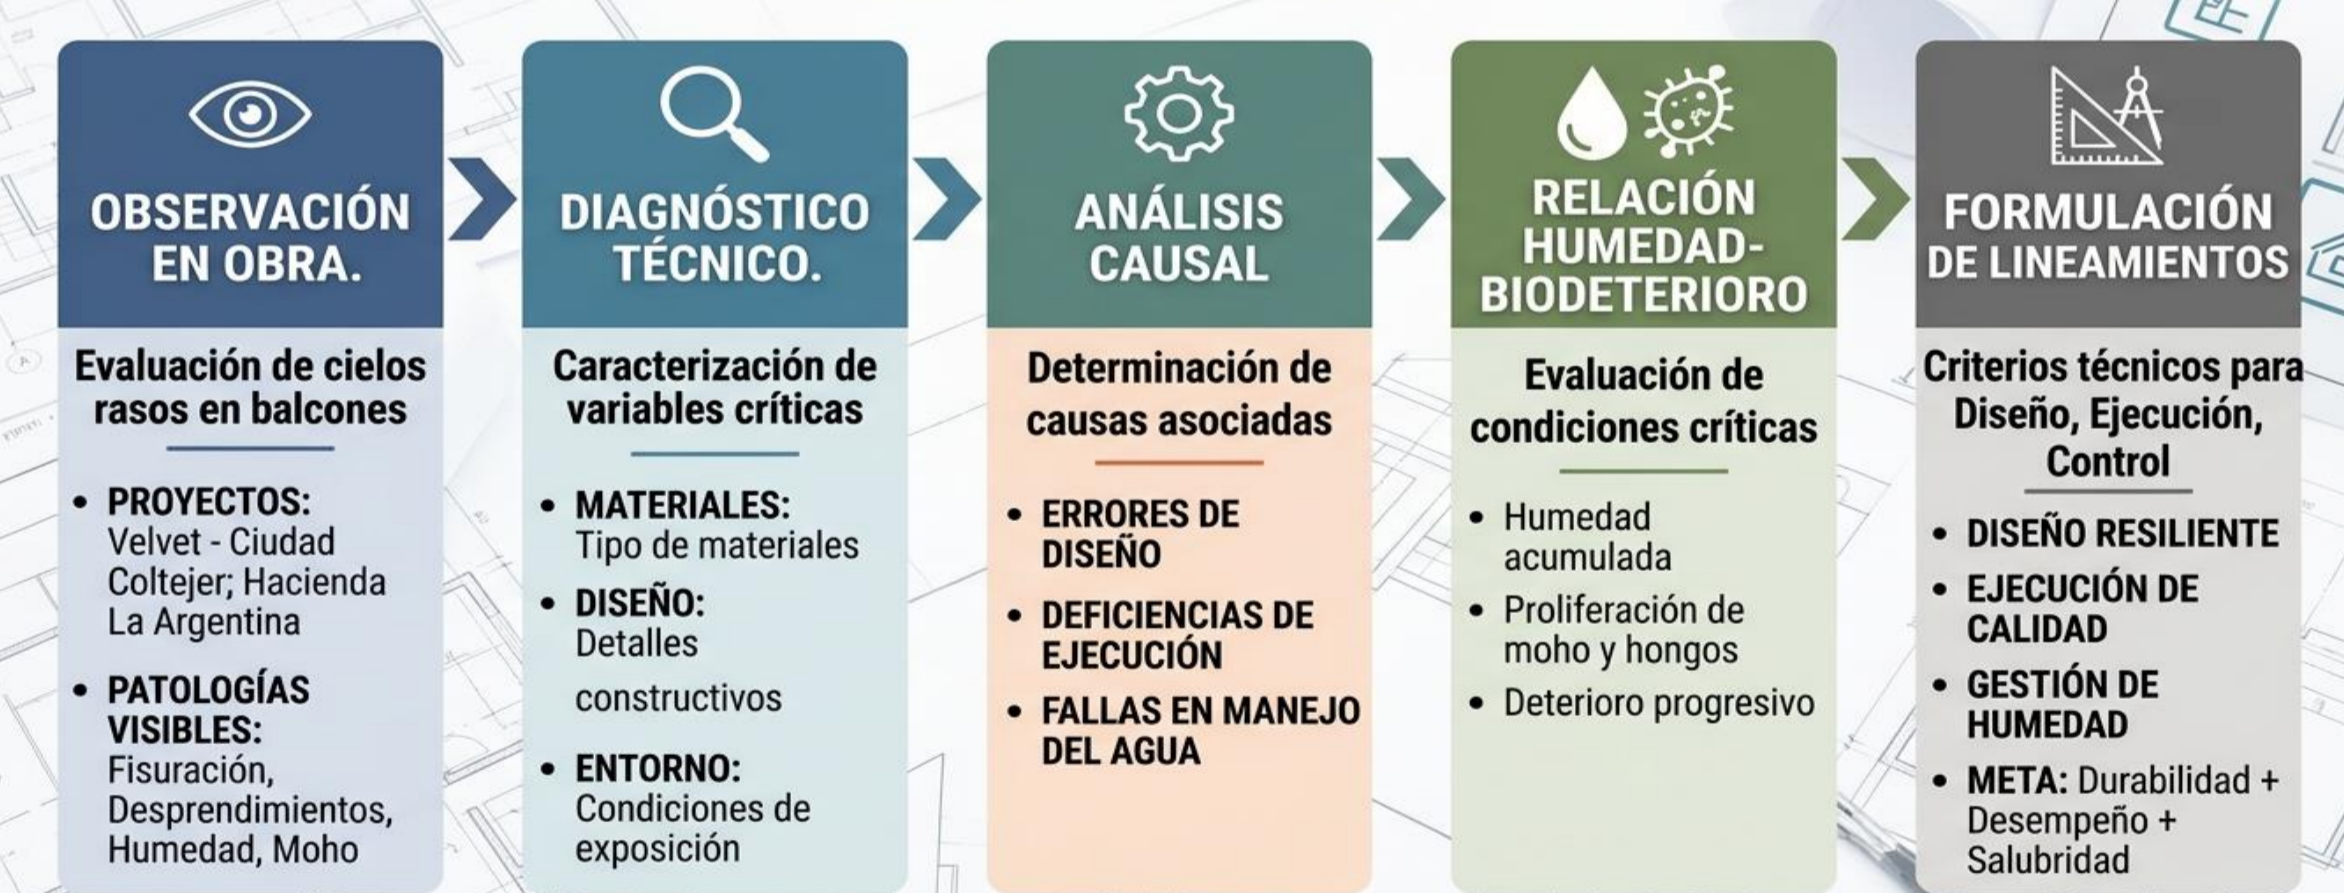 OBSERVACIÓN
EN OBRA.
Evaluación de cielos
rasos en balcones
• PROYECTOS:
Velvet - Ciudad
Coltejer; Hacienda
La Argentina
• PATOLOGÍAS
VISIBLES:
Fisuración,
Desprendimientos,
Humedad, Moho
DIAGNÓSTICO
TÉCNICO.
Caracterización de
variables críticas
• MATERIALES:
Tipo de materiales
• DISEÑO:
Detalles
constructivos
• ENTORNO:
Condiciones de
exposición
ANÁLISIS
CAUSAL
Determinación de
causas asociadas
• ERRORES DE
DISEÑO
• DEFICIENCIAS DE
EJECUCIÓN
• FALLAS EN MANEJO
DEL AGUA
RELACIÓN
HUMEDAD-
BIODETERIORO
Evaluación de
condiciones críticas
• Humedad
acumulada
• Proliferación de
moho y hongos
• Deterioro progresivo
FORMULACIÓN
DE LINEAMIENTOS
Criterios técnicos para
Diseño, Ejecución,
Control
• DISEÑO RESILIENTE
• EJECUCIÓN DE
CALIDAD
• GESTIÓN DE
HUMEDAD
• META: Durabilidad +
Desempeño +
Salubridad